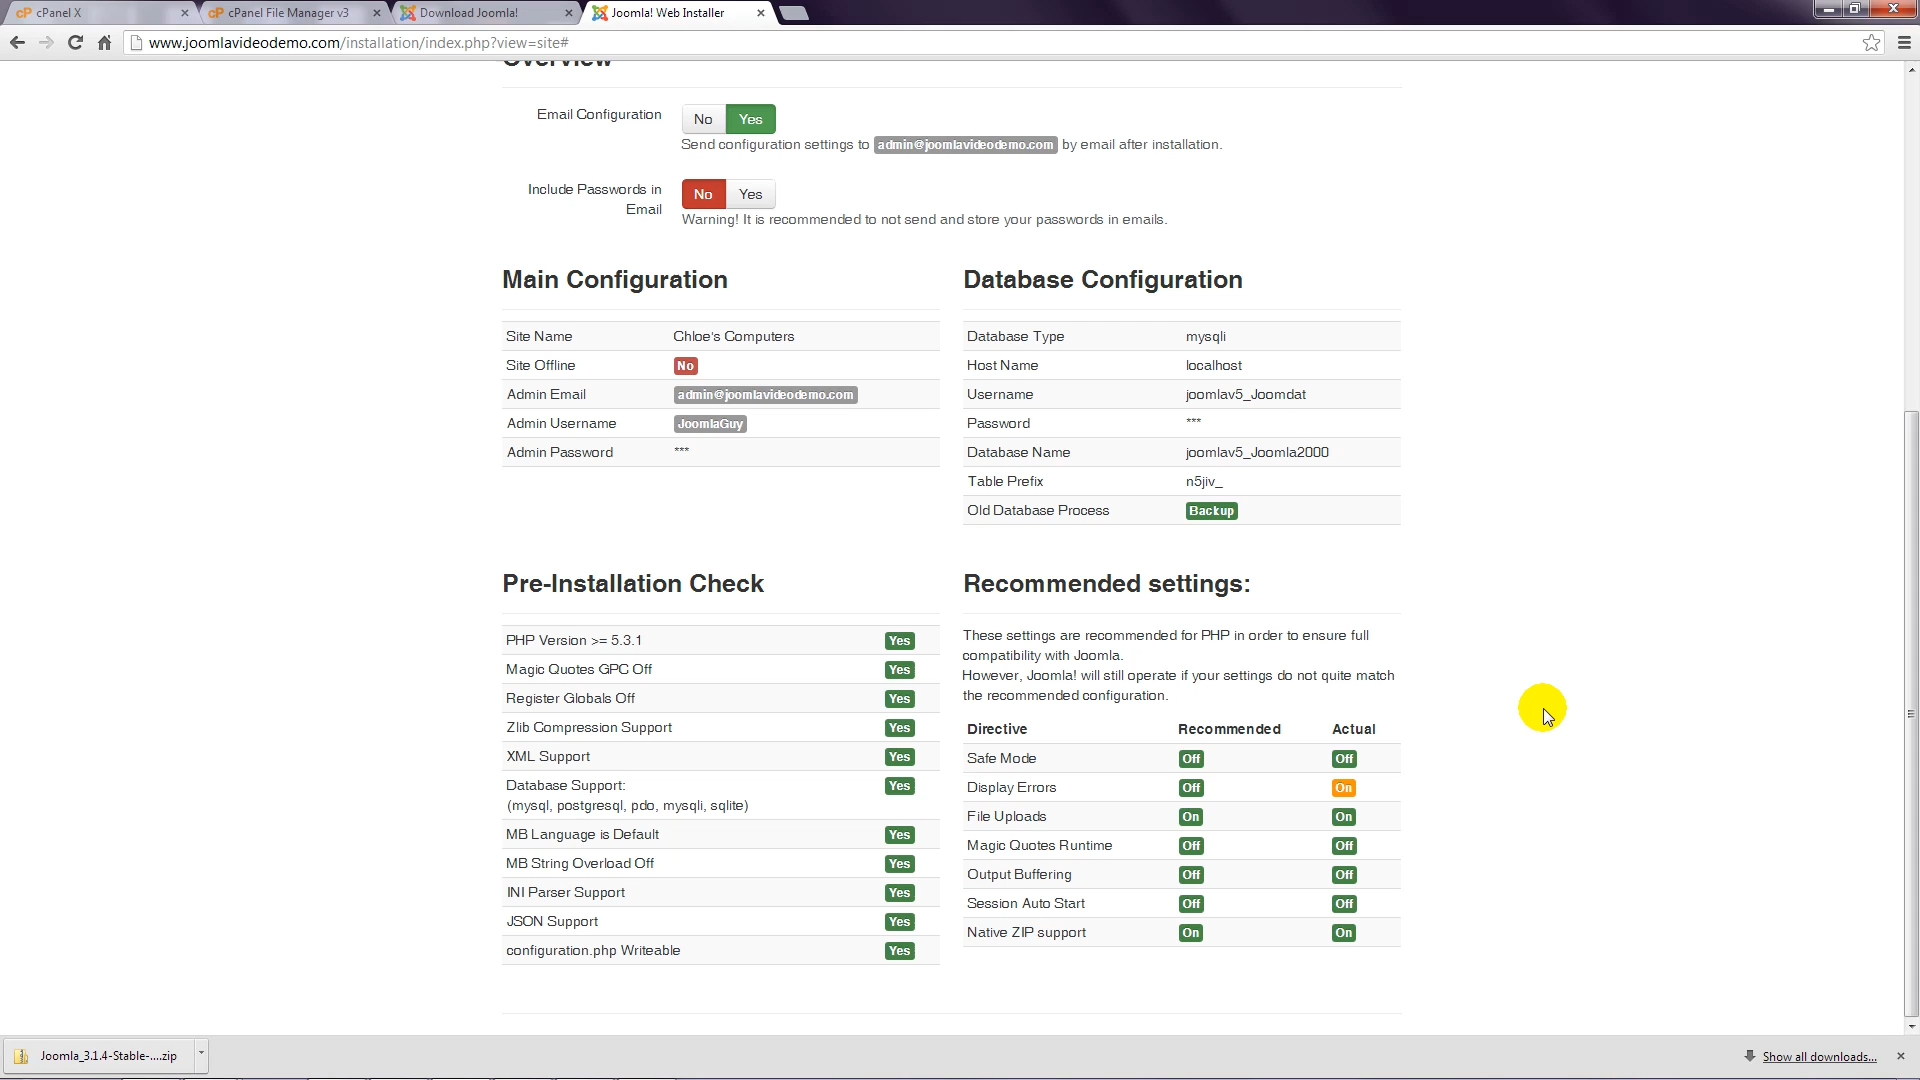 cPanel X
cPanel File Manager v3
Download Joomla!
Joomla! Web Installer
www.joomlavideodemo.com/installation/index.php?view=site#
Overview
Email Configuration
No Yes
Send configuration settings to admin@joomlavideodemo.com by email after installation.
Include Passwords in
Email
No Yes
Warning! It is recommended to not send and store your passwords in emails.
Main Configuration
Site Name Chloe's Computers
Site Offline No
Admin Email admin@joomlavideodemo.com
Admin Username JoomlaGuy
Admin Password ***
Database Configuration
Database Type mysqli
Host Name localhost
Username joomlav5_Joomdat
Password ***
Database Name joomlav5_Joomla2000
Table Prefix n5jiv_
Old Database Process Backup
Pre-Installation Check
PHP Version >= 5.3.1 Yes
Magic Quotes GPC Off Yes
Register Globals Off Yes
Zlib Compression Support Yes
XML Support Yes
Database Support: Yes
(mysql, postgresql, pdo, mysqli, sqlite)
MB Language is Default Yes
MB String Overload Off Yes
INI Parser Support Yes
JSON Support Yes
configuration.php Writeable Yes
Recommended settings:
These settings are recommended for PHP in order to ensure full
compatibility with Joomla.
However, Joomla! will still operate if your settings do not quite match
the recommended configuration.
Directive Recommended Actual
Safe Mode Off Off
Display Errors Off On
File Uploads On On
Magic Quotes Runtime Off Off
Output Buffering Off Off
Session Auto Start Off Off
Native ZIP support On On
Joomla_3.1.4-Stable-....zip
Show all downloads...